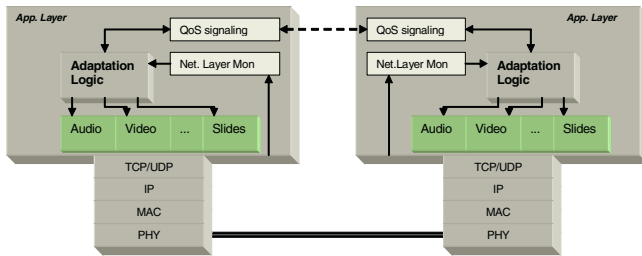 App. Layer
QoS signaling
Net. Layer Mon
Adaptation
Logic
Audio Video ... Slides
TCP/UDP
IP
MAC
PHY
App. Layer
QoS signaling
Net.Layer Mon
Adaptation
Logic
Audio Video ... Slides
TCP/UDP
IP
MAC
PHY